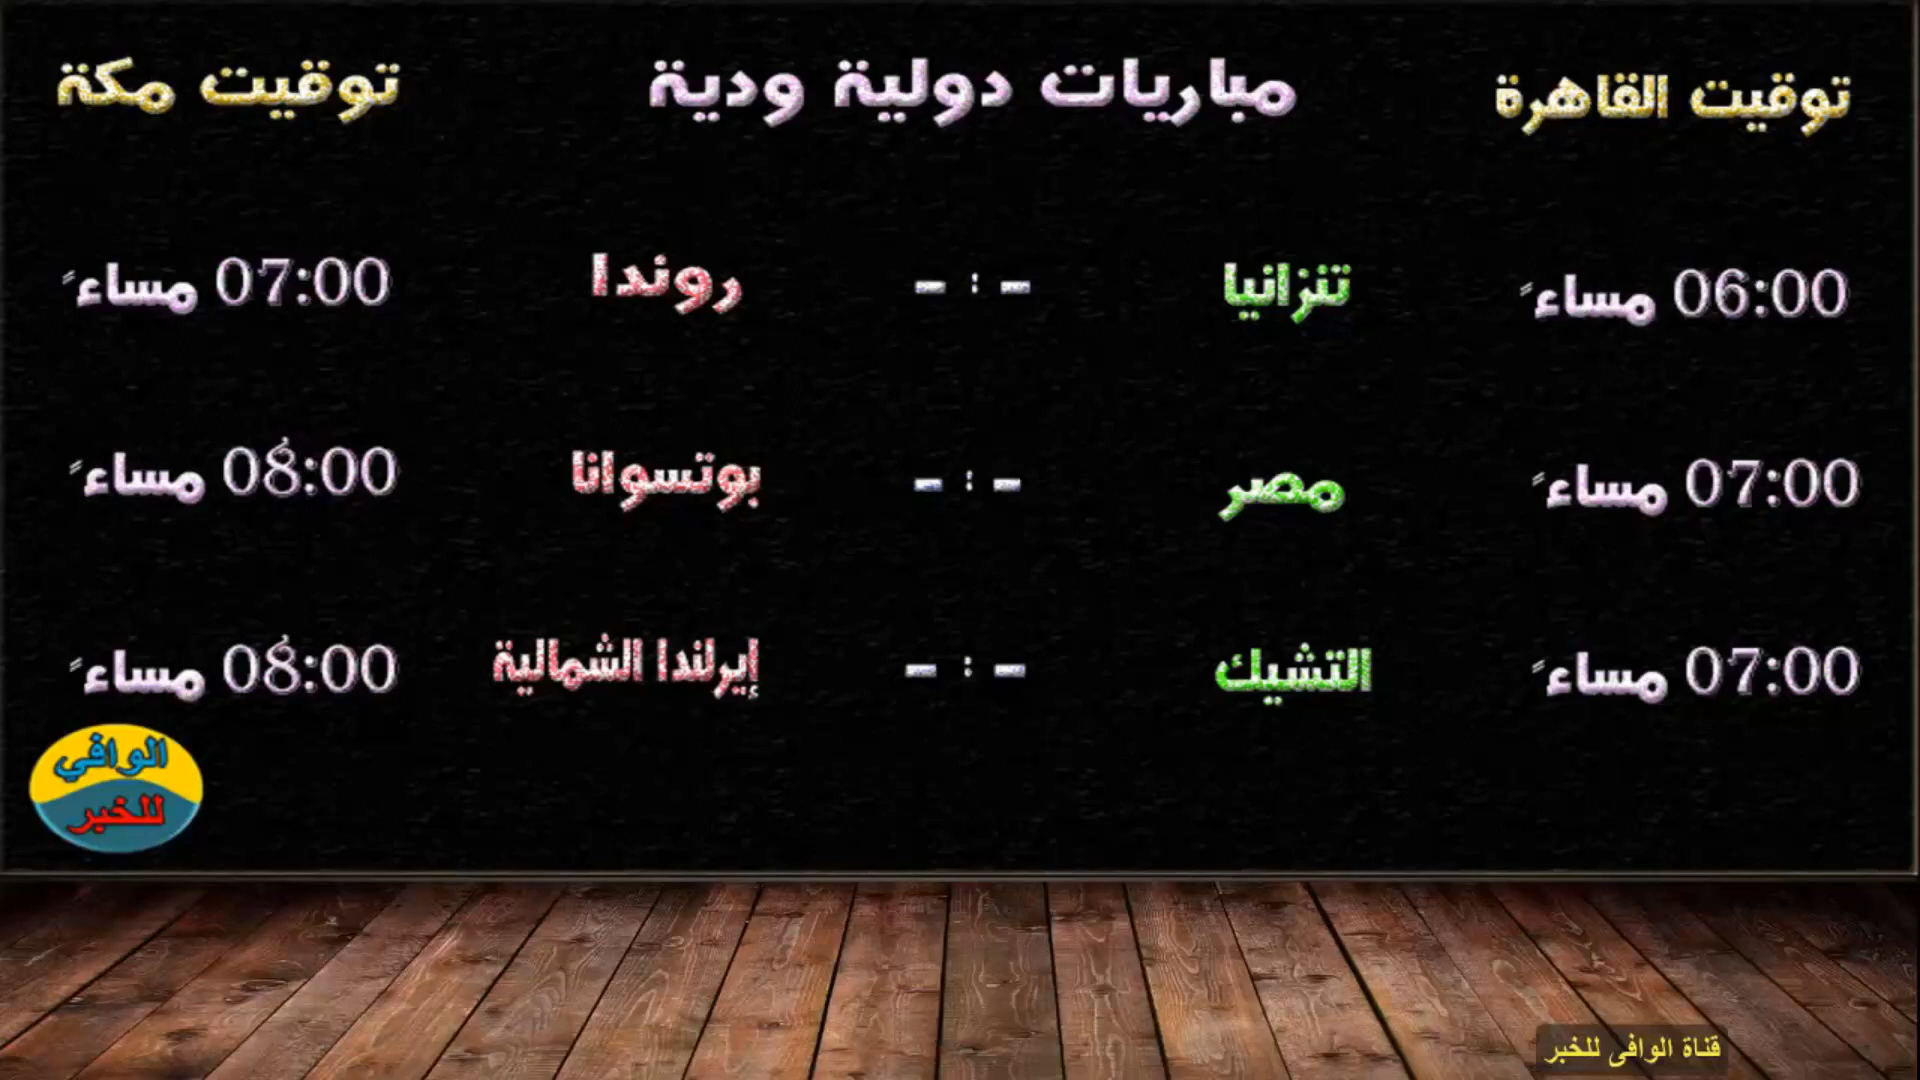 توقيت القاهرة مباريات دولية ودية توقيت مكة
06:00 مساءً تنزانيا - : - روندا 07:00 مساءً
07:00 مساءً مصر - : - بوتسوانا 08:00 مساءً
07:00 مساءً التشيك - : - إيرلندا الشمالية 08:00 مساءً
الوافي
للخبر
قناة الوافى للخبر